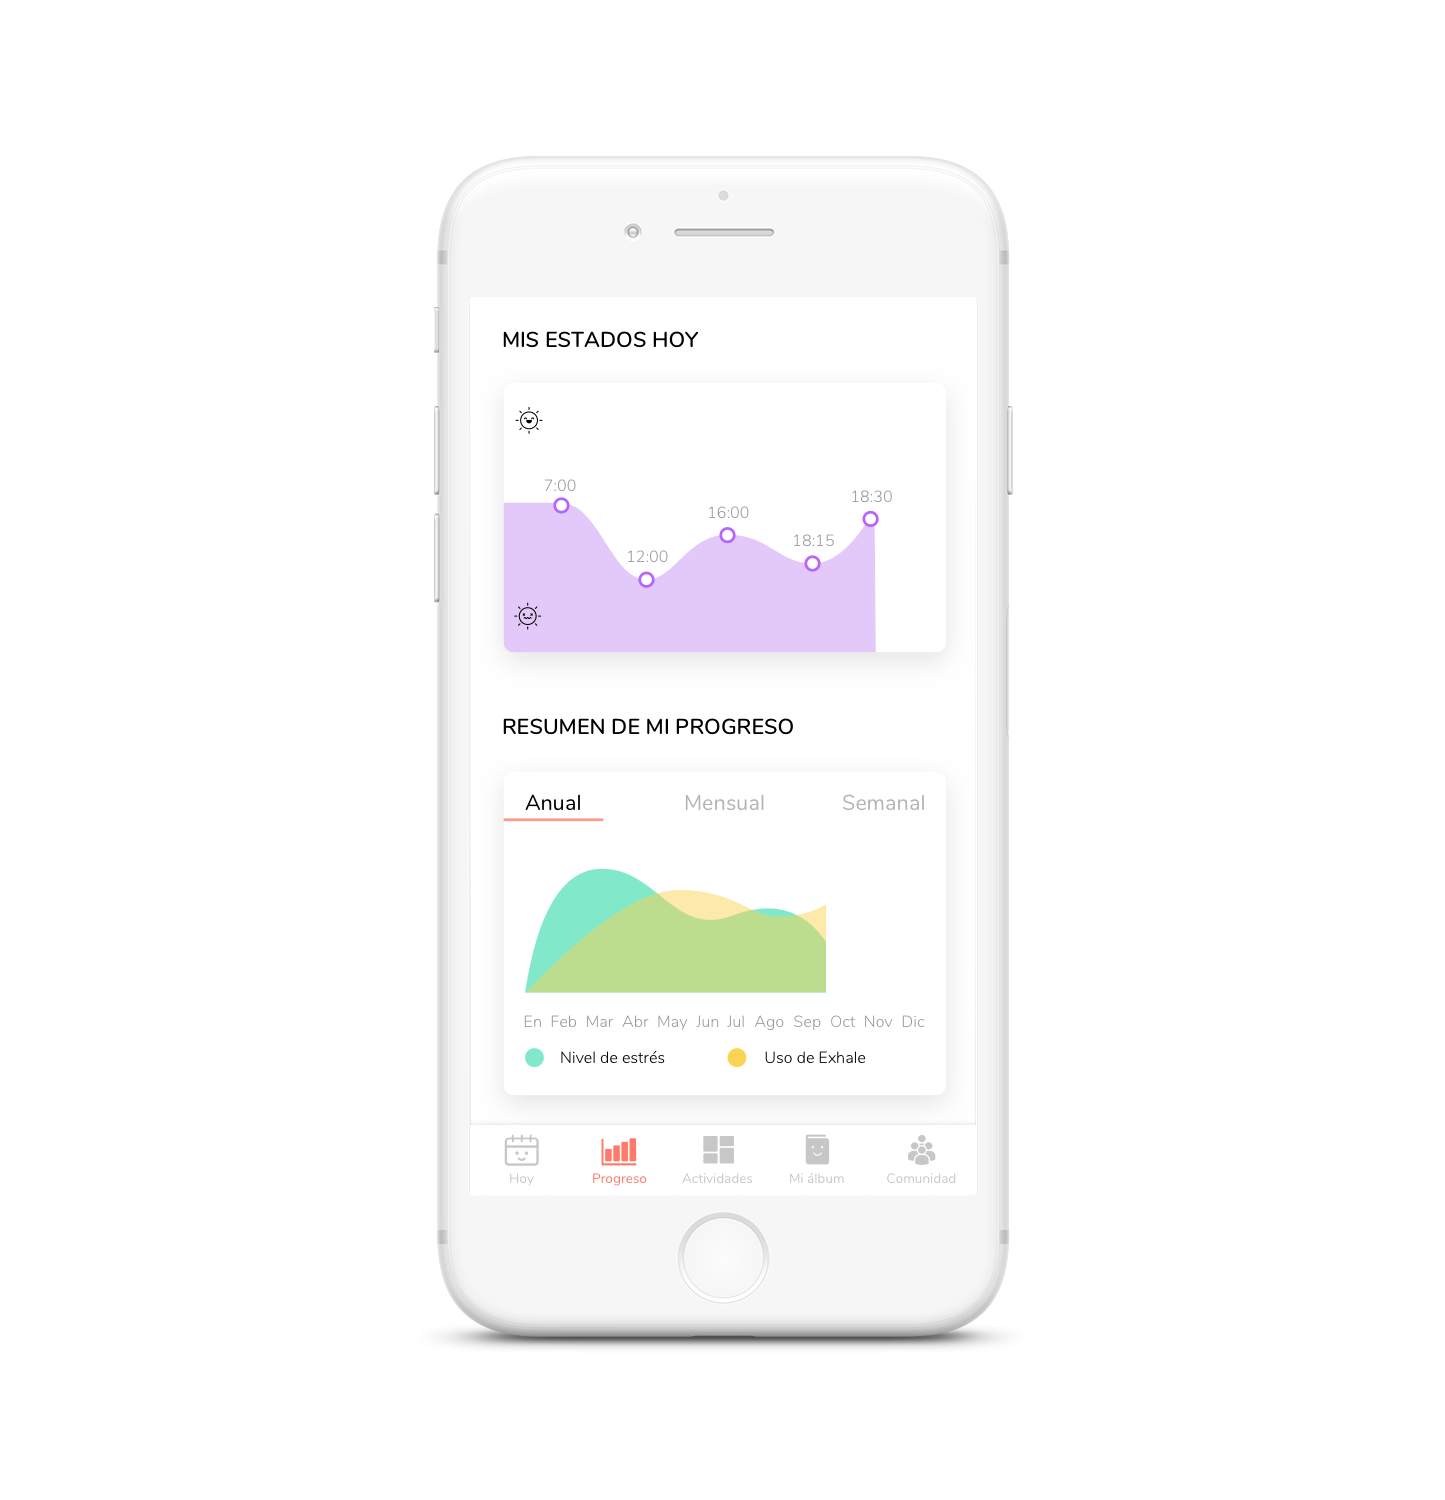 MIS ESTADOS HOY
7:00
18:30
16:00
18:15
12:00
RESUMEN DE MI PROGRESO
Anual Mensual Semanal
En Feb Mar Abr May Jun Jul Ago Sep Oct Nov Dic
Nivel de estrés Uso de Exhale
Hoy Progreso Actividades Mi álbum Comunidad